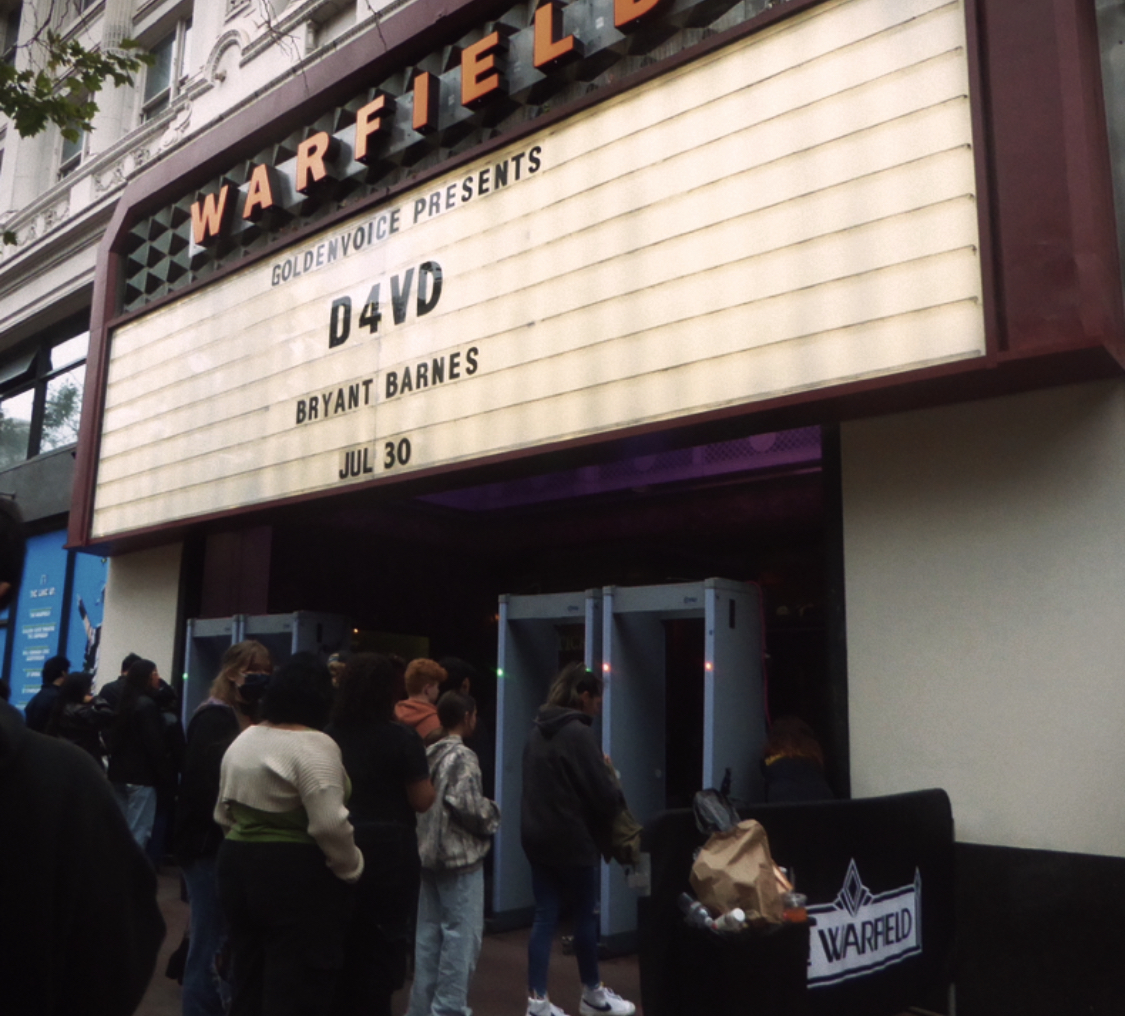 WARFIELD
GOLDENVOICE PRESENTS
D4VD
BRYANT BARNES
JUL 30
WARFIELD